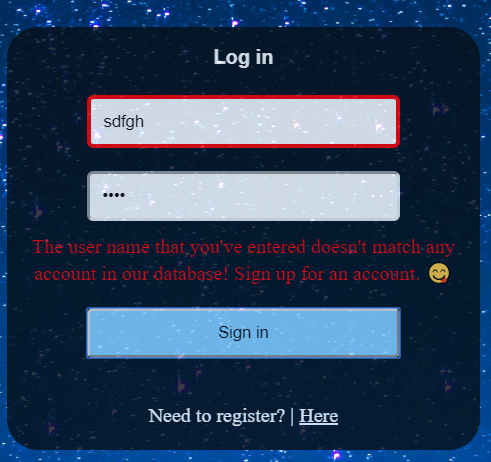 Log in
sdfgh
••••
The user name that you've entered doesn't match any
account in our database! Sign up for an account. 😋
Sign in
Need to register? | Here